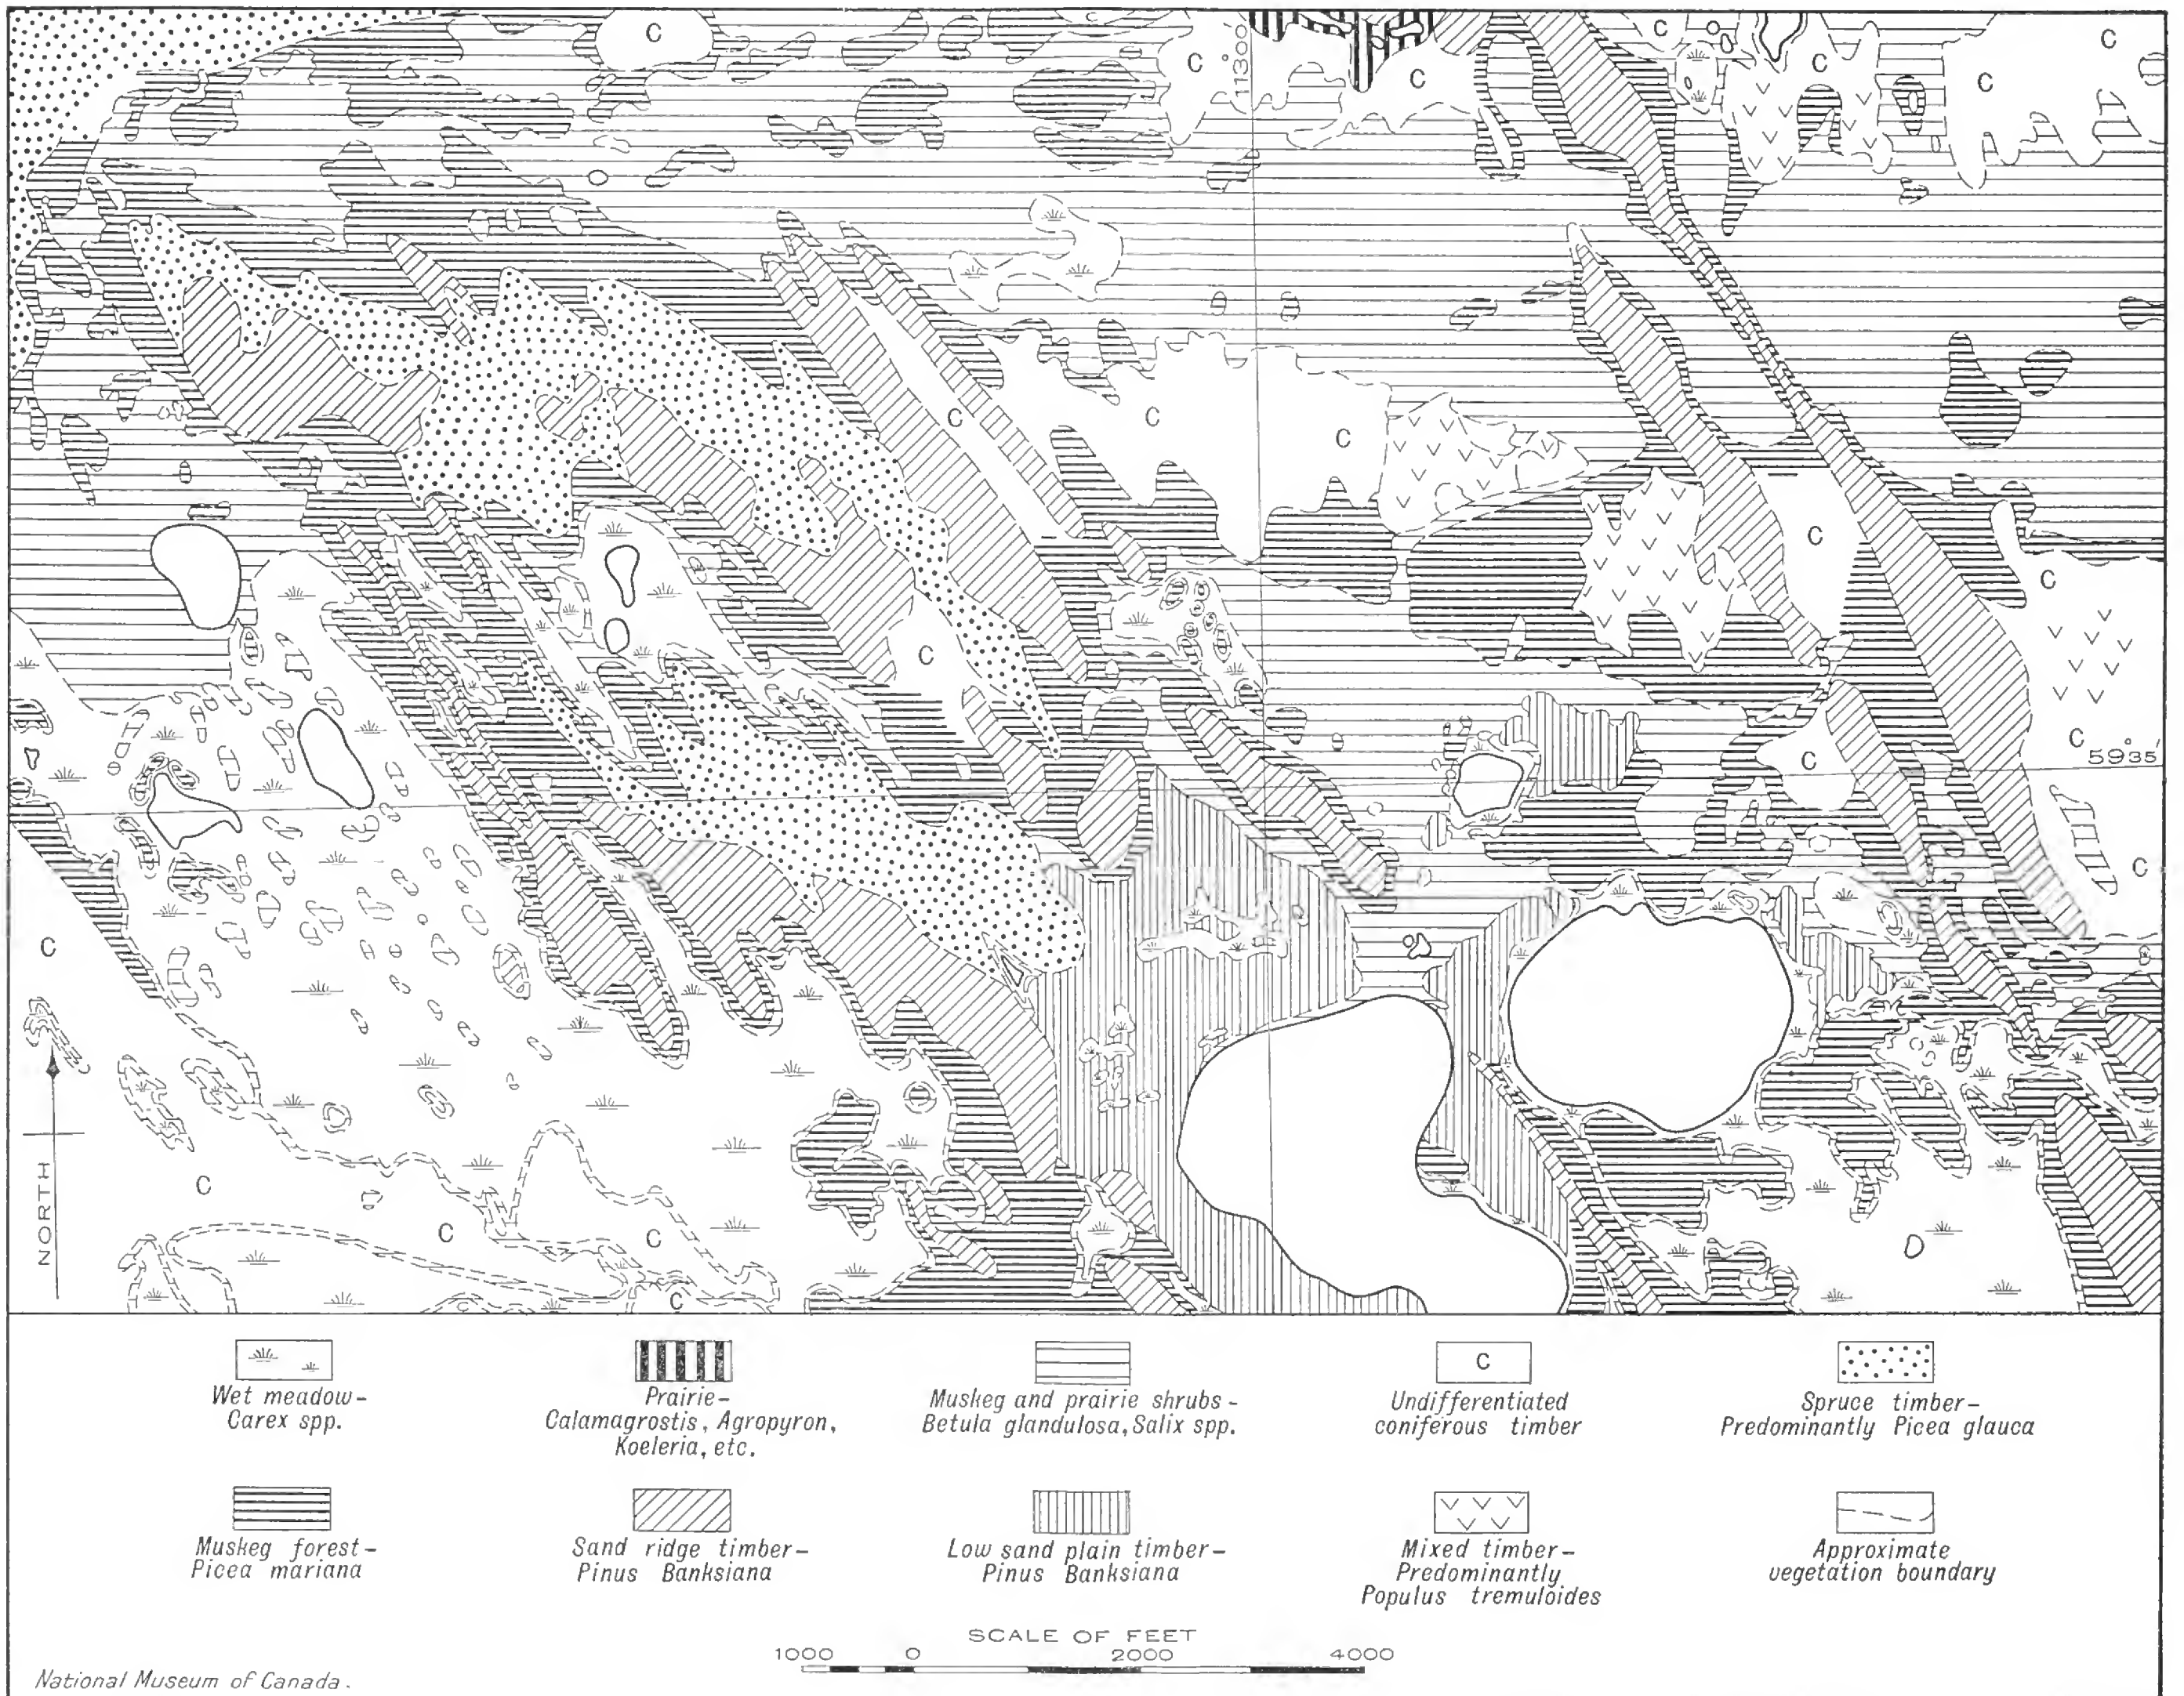 C
C
C
C
C
C
C
C
113°00'
C
C
C
C
C
C
C
C
C
59°35'
C
C
C
C
C
C
C
C
NORTH
C
Wet meadow-
Carex spp.
Prairie-
Calamagrostis, Agropyron,
Koeleria, etc.
Muskeg and prairie shrubs-
Betula glandulosa, Salix spp.
Undifferentiated
coniferous timber
Spruce timber-
Predominantly Picea glauca
Muskeg forest-
Picea mariana
Sand ridge timber-
Pinus Banksiana
Low sand plain timber-
Pinus Banksiana
Mixed timber-
Predominantly
Populus tremuloides
Approximate
vegetation boundary
SCALE OF FEET
1000 0 2000 4000
National Museum of Canada.